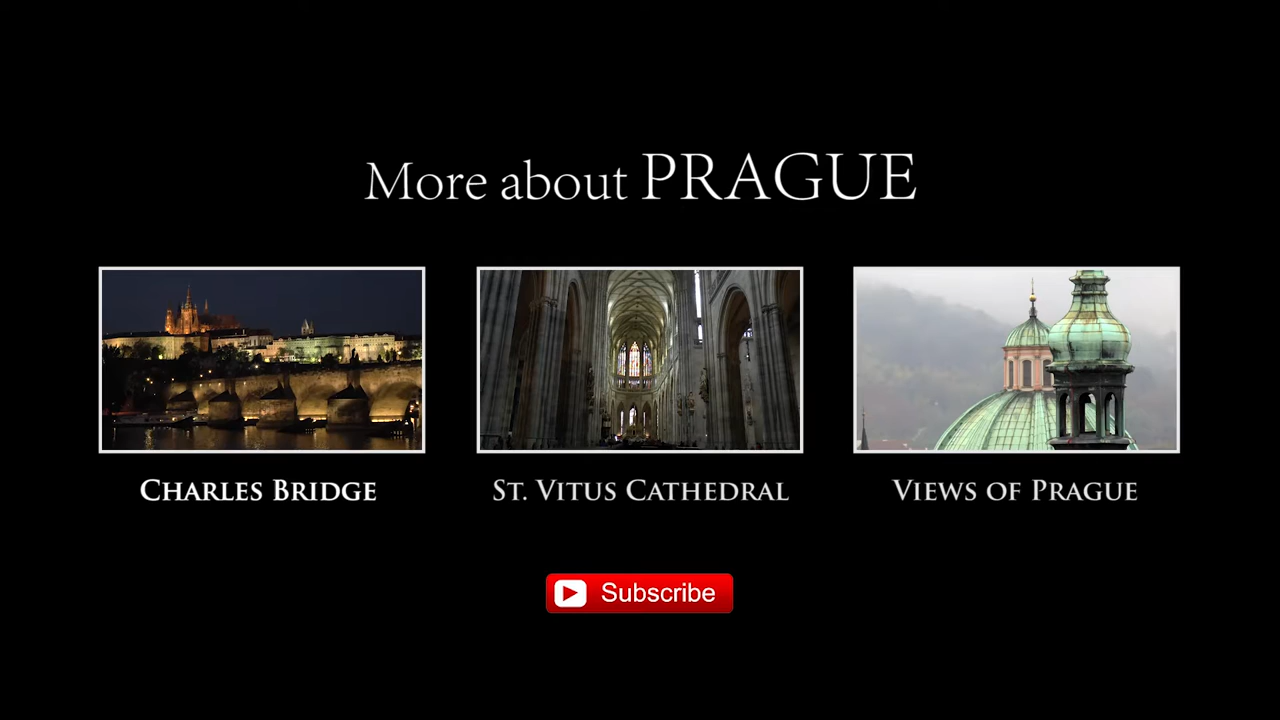 More about PRAGUE
Charles Bridge
St. Vitus Cathedral
Views of Prague
Subscribe